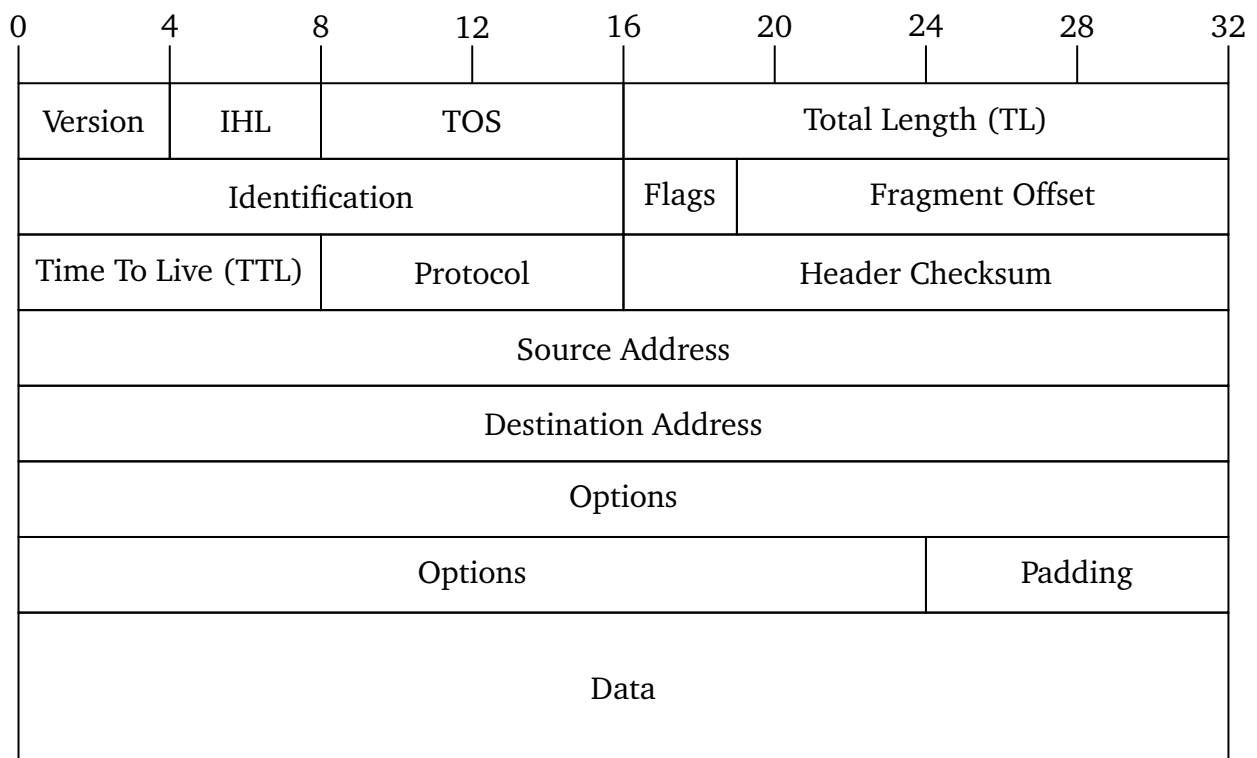 0 4 8 12 16 20 24 28 32
Version IHL TOS Total Length (TL)
Identification Flags Fragment Offset
Time To Live (TTL) Protocol Header Checksum
Source Address
Destination Address
Options
Options Padding
Data